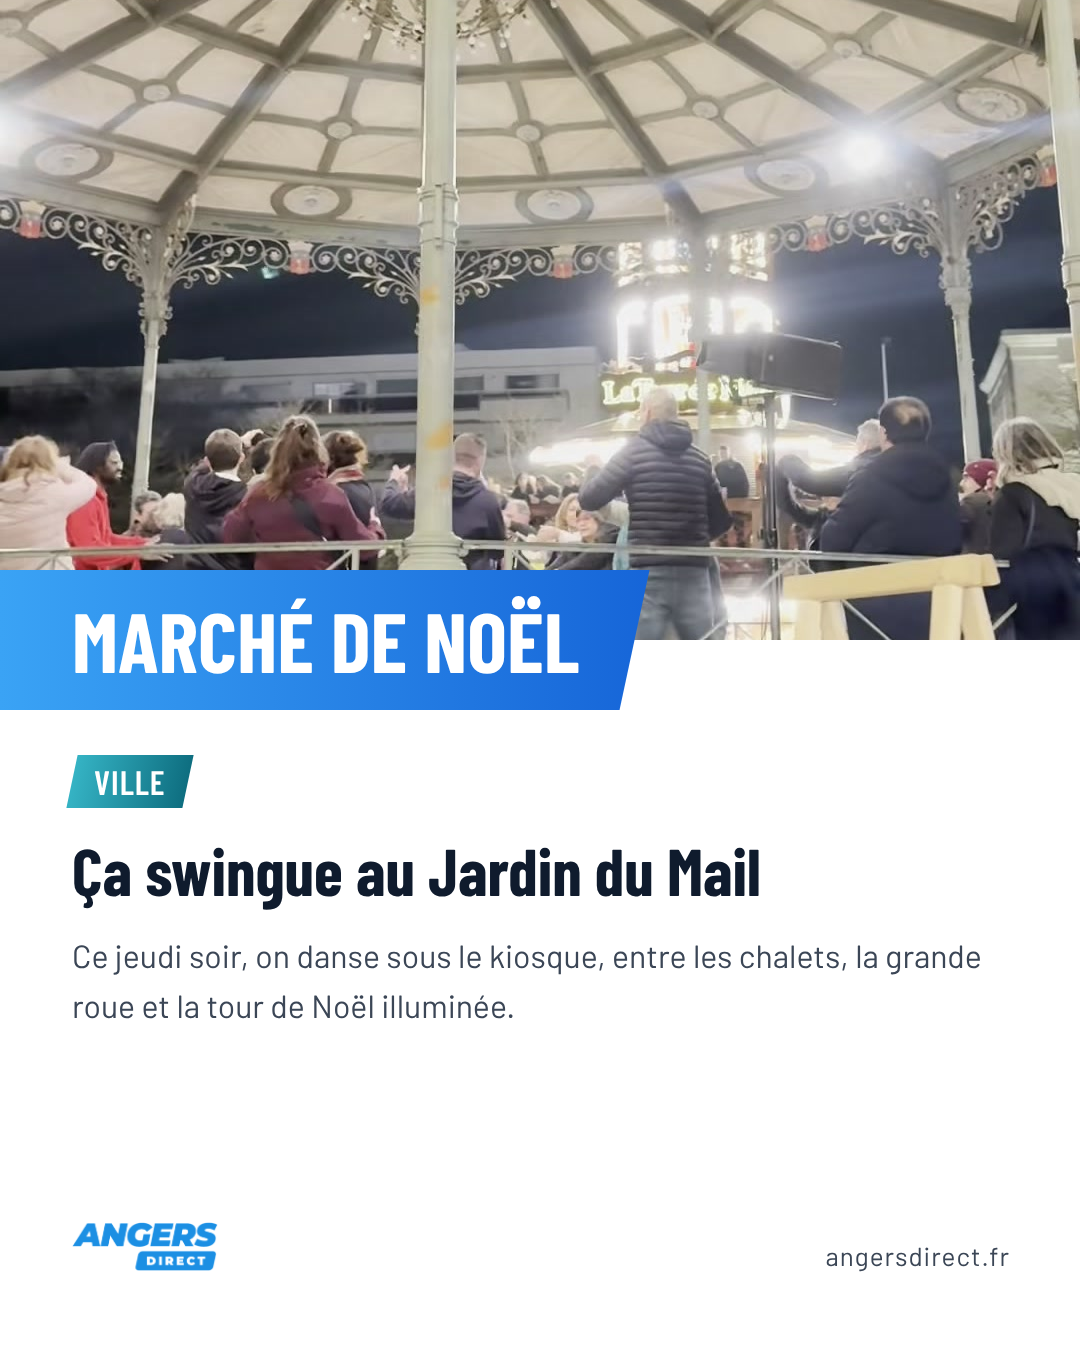 MARCHÉ DE NOËL
VILLE
Ça swingue au Jardin du Mail
Ce jeudi soir, on danse sous le kiosque, entre les chalets, la grande
roue et la tour de Noël illuminée.
ANGERS
DIRECT
angersdirect.fr